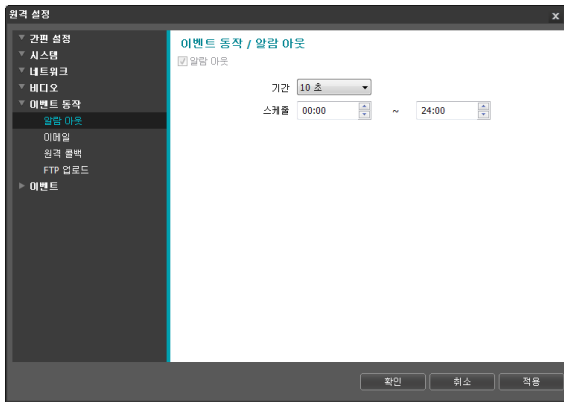 원격 설정
x
간편 설정
시스템
네트워크
비디오
이벤트 동작
알람 아웃
이메일
원격 콜백
FTP 업로드
이벤트
이벤트 동작 / 알람 아웃
알람 아웃
기간 10 초
스케쥴 00:00 ~ 24:00
확인 취소 적용